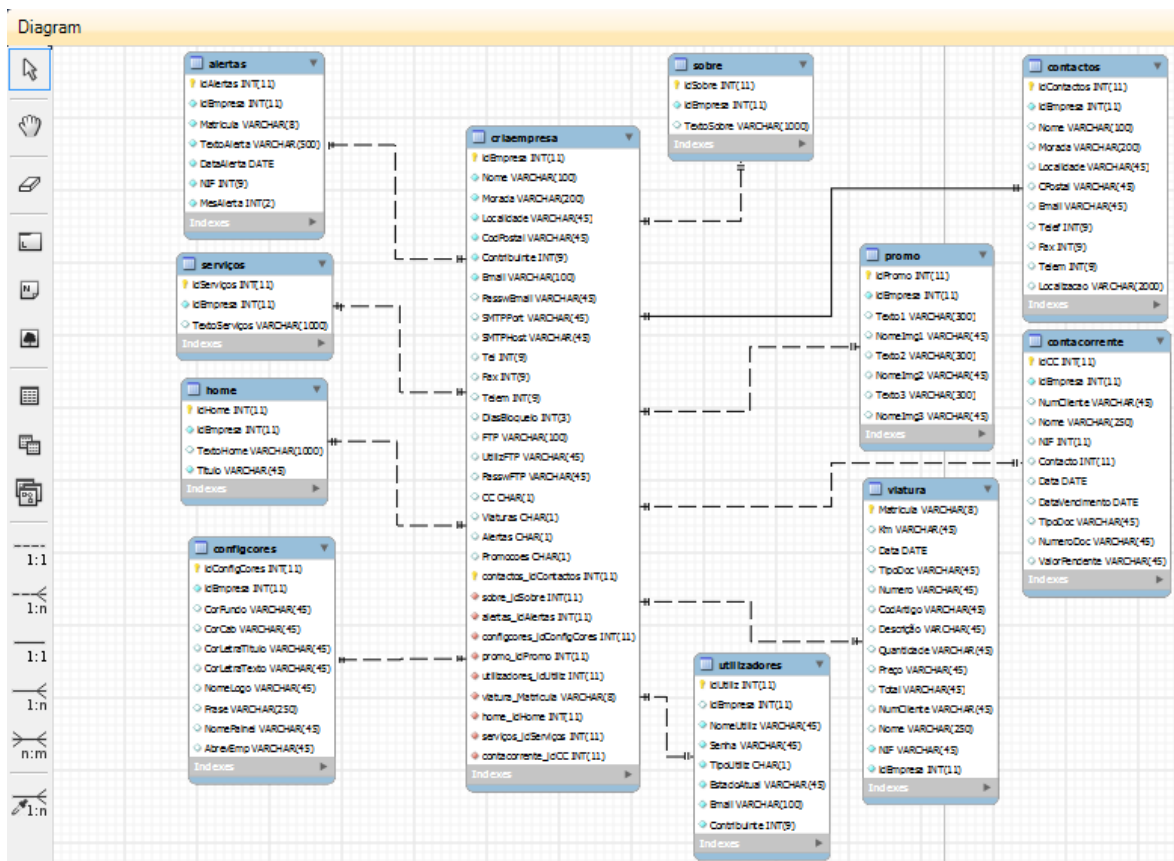 Diagram
alertas
idAlertas INT(11)
idEmpresa INT(11)
Matricula VARCHAR(8)
TextoAlerta VARCHAR(500)
DataAlerta DATE
NIF INT(9)
MesAlerta INT(2)
Indexes
serviços
idServiços INT(11)
idEmpresa INT(11)
TextoServiços VARCHAR(1000)
Indexes
home
idHome INT(11)
idEmpresa INT(11)
TextoHome VARCHAR(1000)
Titulo VARCHAR(45)
Indexes
configcores
idConfigCores INT(11)
idEmpresa INT(11)
CorFundo VARCHAR(45)
CorCab VARCHAR(45)
CorLetraTitulo VARCHAR(45)
CorLetraTexto VARCHAR(45)
NomeLogo VARCHAR(45)
Frase VARCHAR(250)
NomePainel VARCHAR(45)
AbrevEmp VARCHAR(45)
Indexes
criaempresa
idEmpresa INT(11)
Nome VARCHAR(100)
Morada VARCHAR(200)
Localidade VARCHAR(45)
CodPostal VARCHAR(45)
Contribuinte INT(9)
Email VARCHAR(100)
PasswEmail VARCHAR(45)
SMTPPort VARCHAR(45)
SMTPHost VARCHAR(45)
Tel INT(9)
Fax INT(9)
Telem INT(9)
DiasBloqueio INT(3)
FTP VARCHAR(100)
UtilizFTP VARCHAR(45)
PasswFTP VARCHAR(45)
CC CHAR(1)
Viaturas CHAR(1)
Alertas CHAR(1)
Promocoes CHAR(1)
contactos_idContactos INT(11)
sobre_idSobre INT(11)
alertas_idAlertas INT(11)
configcores_idConfigCores INT(11)
promo_idPromo INT(11)
utilizadores_idUtiliz INT(11)
viatura_Matricula VARCHAR(8)
home_idHome INT(11)
serviços_idServiços INT(11)
contacorrente_idCC INT(11)
Indexes
sobre
idSobre INT(11)
idEmpresa INT(11)
TextoSobre VARCHAR(1000)
Indexes
contactos
idContactos INT(11)
idEmpresa INT(11)
Nome VARCHAR(100)
Morada VARCHAR(200)
Localidade VARCHAR(45)
CPostal VARCHAR(45)
Email VARCHAR(45)
Telef INT(9)
Fax INT(9)
Telem INT(9)
Localizacao VARCHAR(2000)
Indexes
promo
idPromo INT(11)
idEmpresa INT(11)
Texto1 VARCHAR(300)
NomeImg1 VARCHAR(45)
Texto2 VARCHAR(300)
NomeImg2 VARCHAR(45)
Texto3 VARCHAR(300)
NomeImg3 VARCHAR(45)
Indexes
contacorrente
idCC INT(11)
idEmpresa INT(11)
NumCliente VARCHAR(45)
Nome VARCHAR(250)
NIF INT(11)
Contacto INT(11)
Data DATE
DataVencimento DATE
TipoDoc VARCHAR(45)
NumeroDoc VARCHAR(45)
ValorPendente VARCHAR(45)
Indexes
viatura
Matricula VARCHAR(8)
Km VARCHAR(45)
Data DATE
TipoDoc VARCHAR(45)
Numero VARCHAR(45)
CodArtigo VARCHAR(45)
Descrição VARCHAR(45)
Quantidade VARCHAR(45)
Preço VARCHAR(45)
Total VARCHAR(45)
NumCliente VARCHAR(45)
Nome VARCHAR(250)
NIF VARCHAR(45)
idEmpresa INT(11)
Indexes
utilizadores
idUtiliz INT(11)
idEmpresa INT(11)
NomeUtiliz VARCHAR(45)
Senha VARCHAR(45)
TipoUtiliz CHAR(1)
EstadoAtual VARCHAR(45)
Email VARCHAR(100)
Contribuinte INT(9)
Indexes
1:1
1:n
1:1
1:n
n:m
1:n